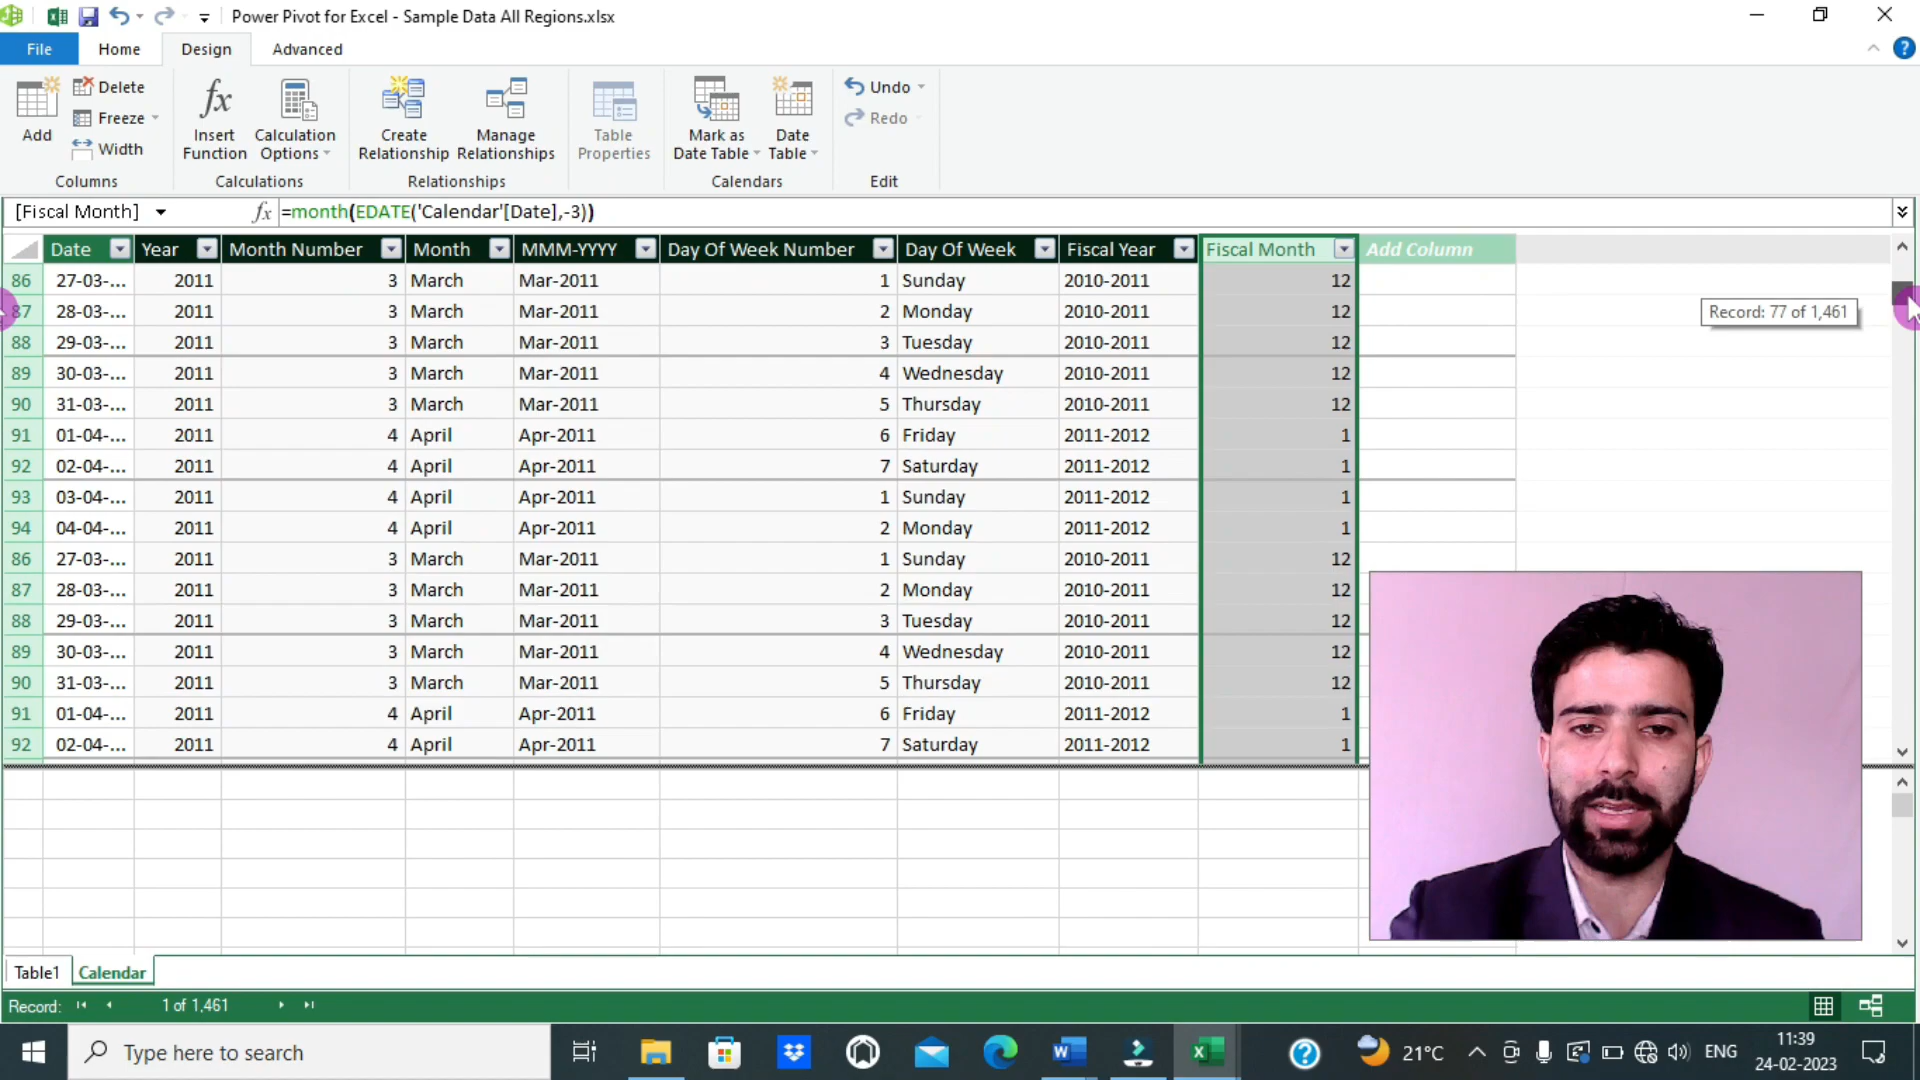 Power Pivot for Excel - Sample Data All Regions.xlsx
File Home Design Advanced
Add Delete Freeze Width Insert Function Calculation Options Create Relationship Manage Relationships Table Properties Mark as Date Table Date Table Undo Redo
Columns Calculations Relationships Calendars Edit
[Fiscal Month] fx =month(EDATE('Calendar'[Date],-3))
Date Year Month Number Month MMM-YYYY Day Of Week Number Day Of Week Fiscal Year Fiscal Month Add Column
86 27-03-... 2011 3 March Mar-2011 1 Sunday 2010-2011 12
87 28-03-... 2011 3 March Mar-2011 2 Monday 2010-2011 12 Record: 77 of 1,461
88 29-03-... 2011 3 March Mar-2011 3 Tuesday 2010-2011 12
89 30-03-... 2011 3 March Mar-2011 4 Wednesday 2010-2011 12
90 31-03-... 2011 3 March Mar-2011 5 Thursday 2010-2011 12
91 01-04-... 2011 4 April Apr-2011 6 Friday 2011-2012 1
92 02-04-... 2011 4 April Apr-2011 7 Saturday 2011-2012 1
93 03-04-... 2011 4 April Apr-2011 1 Sunday 2011-2012 1
94 04-04-... 2011 4 April Apr-2011 2 Monday 2011-2012 1
86 27-03-... 2011 3 March Mar-2011 1 Sunday 2010-2011 12
87 28-03-... 2011 3 March Mar-2011 2 Monday 2010-2011 12
88 29-03-... 2011 3 March Mar-2011 3 Tuesday 2010-2011 12
89 30-03-... 2011 3 March Mar-2011 4 Wednesday 2010-2011 12
90 31-03-... 2011 3 March Mar-2011 5 Thursday 2010-2011 12
91 01-04-... 2011 4 April Apr-2011 6 Friday 2011-2012 1
92 02-04-... 2011 4 April Apr-2011 7 Saturday 2011-2012 1
Table1 Calendar
Record: 1 of 1,461
Type here to search 21°C ENG 11:39
24-02-2023